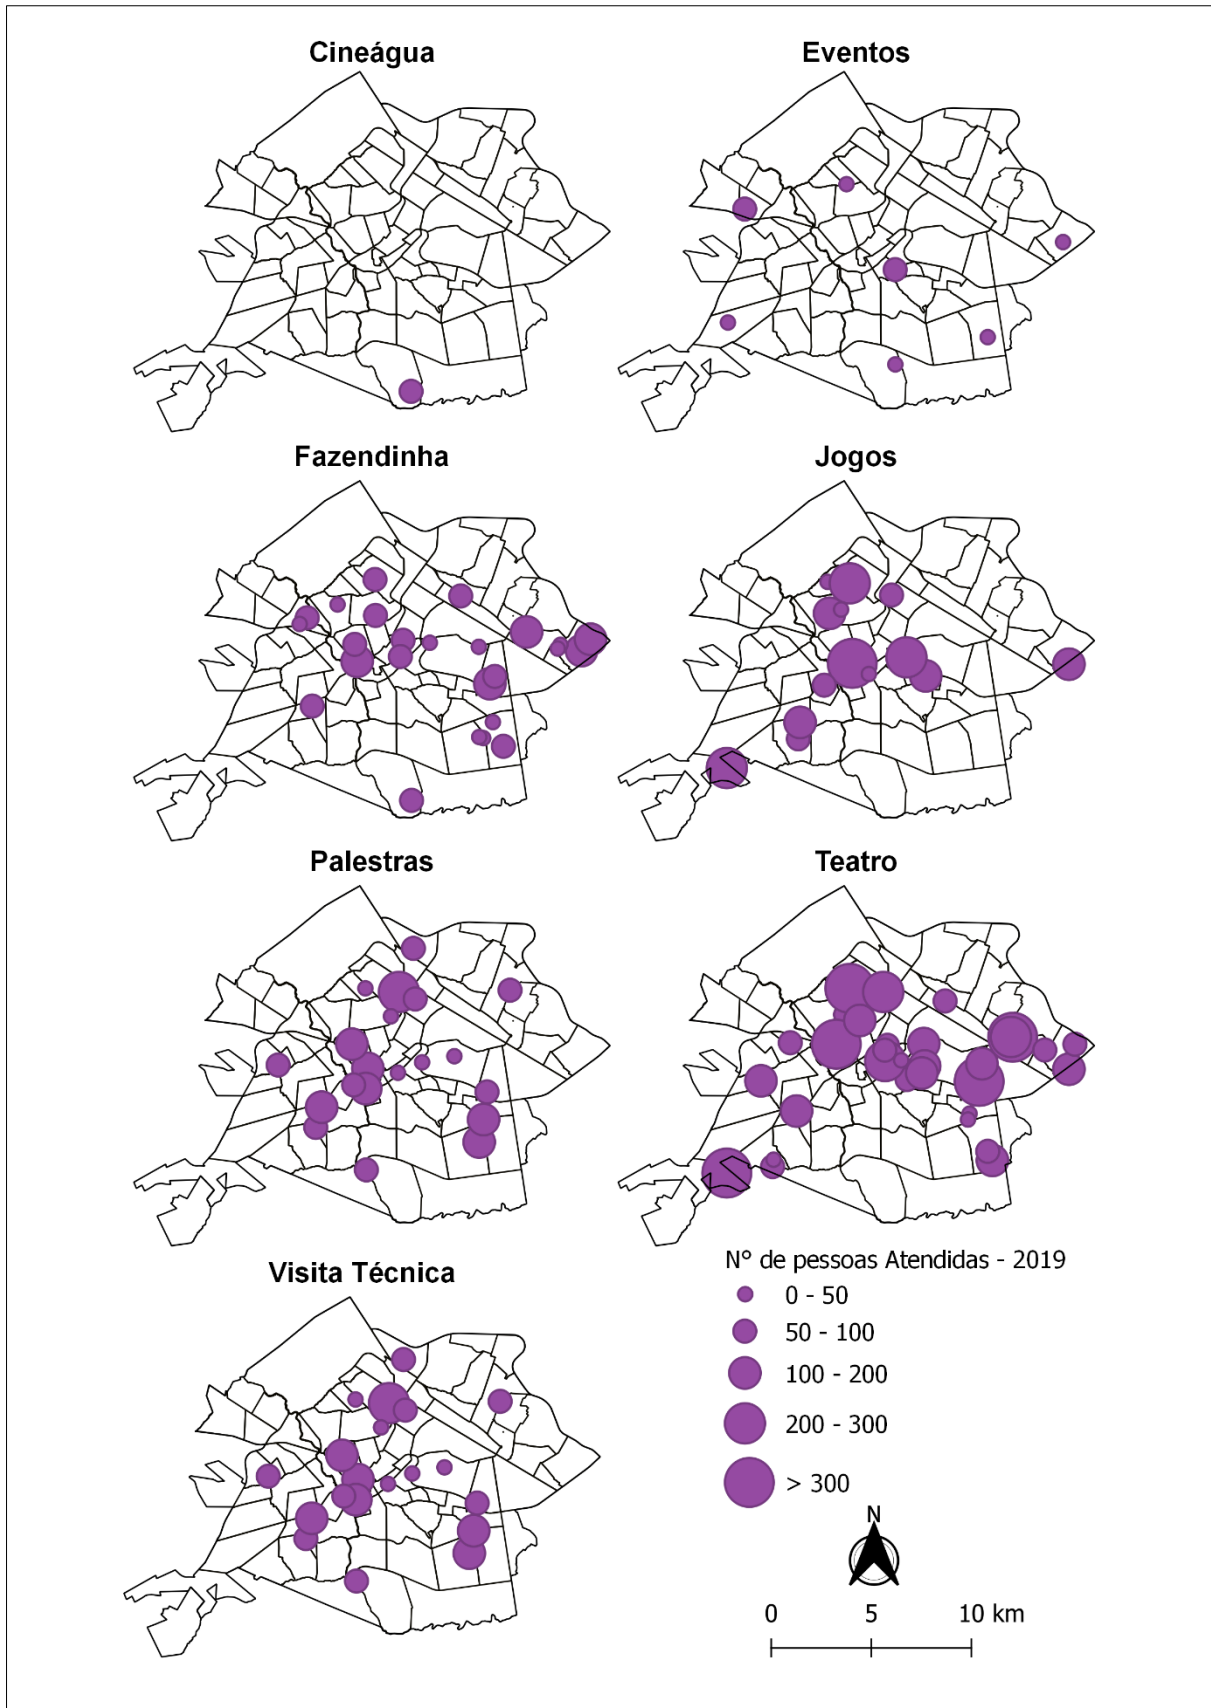 Cineágua
Eventos
Fazendinha
Jogos
Palestras
Teatro
Visita Técnica
N° de pessoas Atendidas - 2019
0 - 50
50 - 100
100 - 200
200 - 300
> 300
N
0 5 10 km